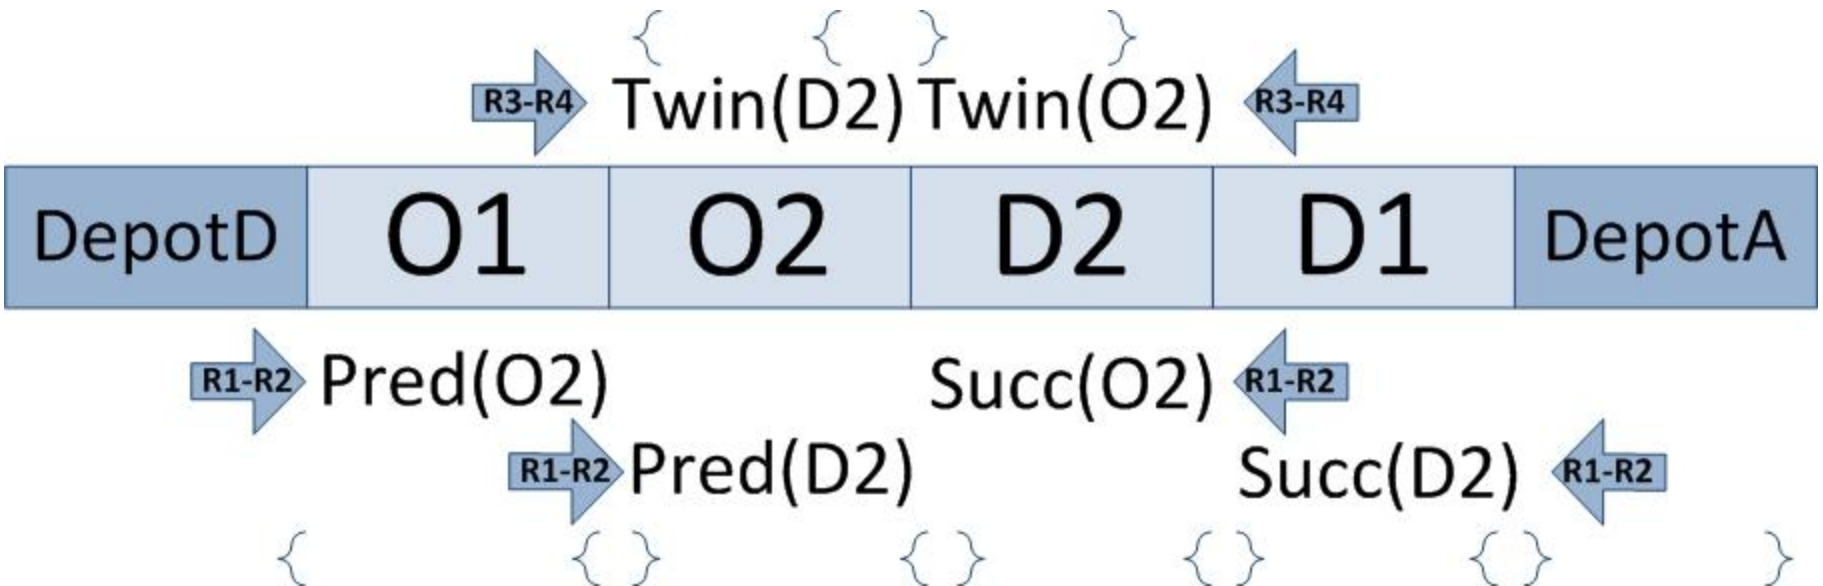 { { } }
R3-R4 Twin(D2) Twin(O2) R3-R4
DepotD O1 O2 D2 D1 DepotA
R1-R2 Pred(O2) Succ(O2) R1-R2
R1-R2 Pred(D2) Succ(D2) R1-R2
{ { } { } { } { } }